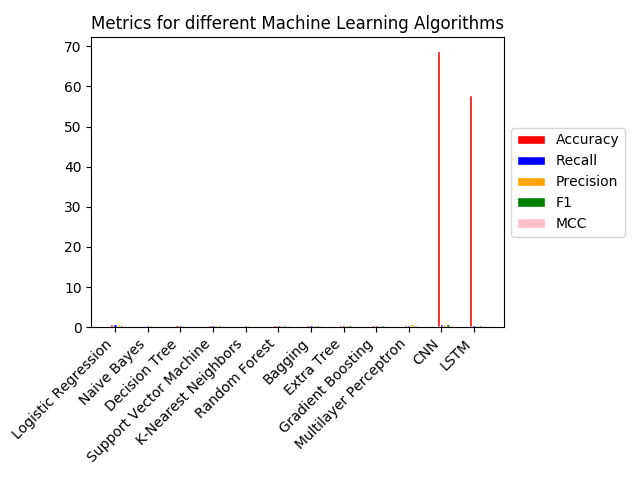 Metrics for different Machine Learning Algorithms
70
60
50
40
30
20
10
0
Logistic Regression
Naive Bayes
Decision Tree
Support Vector Machine
K-Nearest Neighbors
Random Forest
Bagging
Extra Tree
Gradient Boosting
Multilayer Perceptron
CNN
LSTM
Accuracy
Recall
Precision
F1
MCC